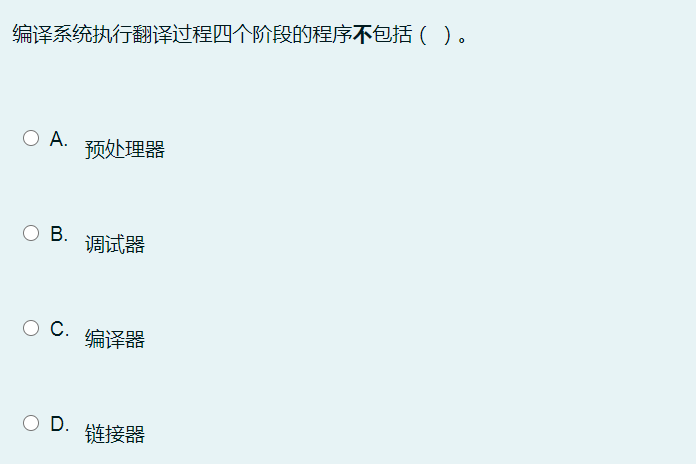 编译系统执行翻译过程四个阶段的程序不包括 ( ) 。
A. 预处理器
B. 调试器
C. 编译器
D. 链接器